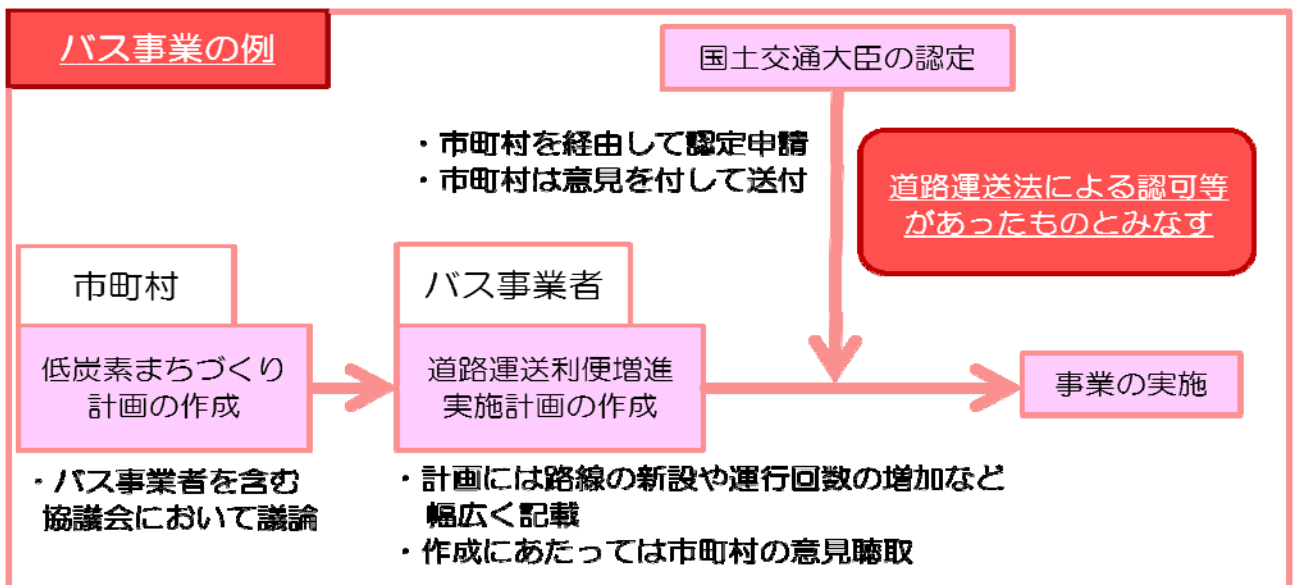 バス事業の例
国土交通大臣の認定
・市町村を経由して認定申請
・市町村は意見を付して送付
道路運送法による認可等
があったものとみなす
市町村
低炭素まちづくり
計画の作成
・バス事業者を含む
協議会において議論
バス事業者
道路運送利便増進
実施計画の作成
・計画には路線の新設や運行回数の増加など
幅広く記載
・作成にあたっては市町村の意見聴取
事業の実施